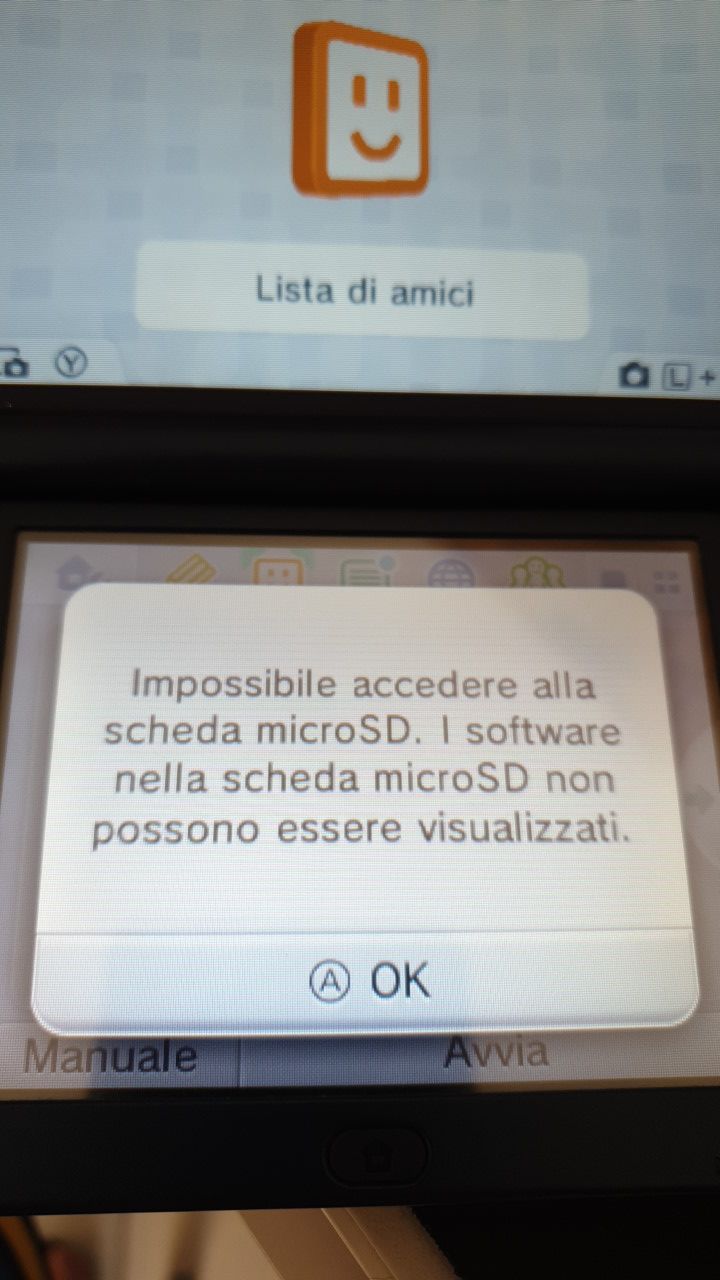 Lista di amici
Y
L +
Impossibile accedere alla
scheda microSD. I software
nella scheda microSD non
possono essere visualizzati.
A OK
Manuale
Avvia